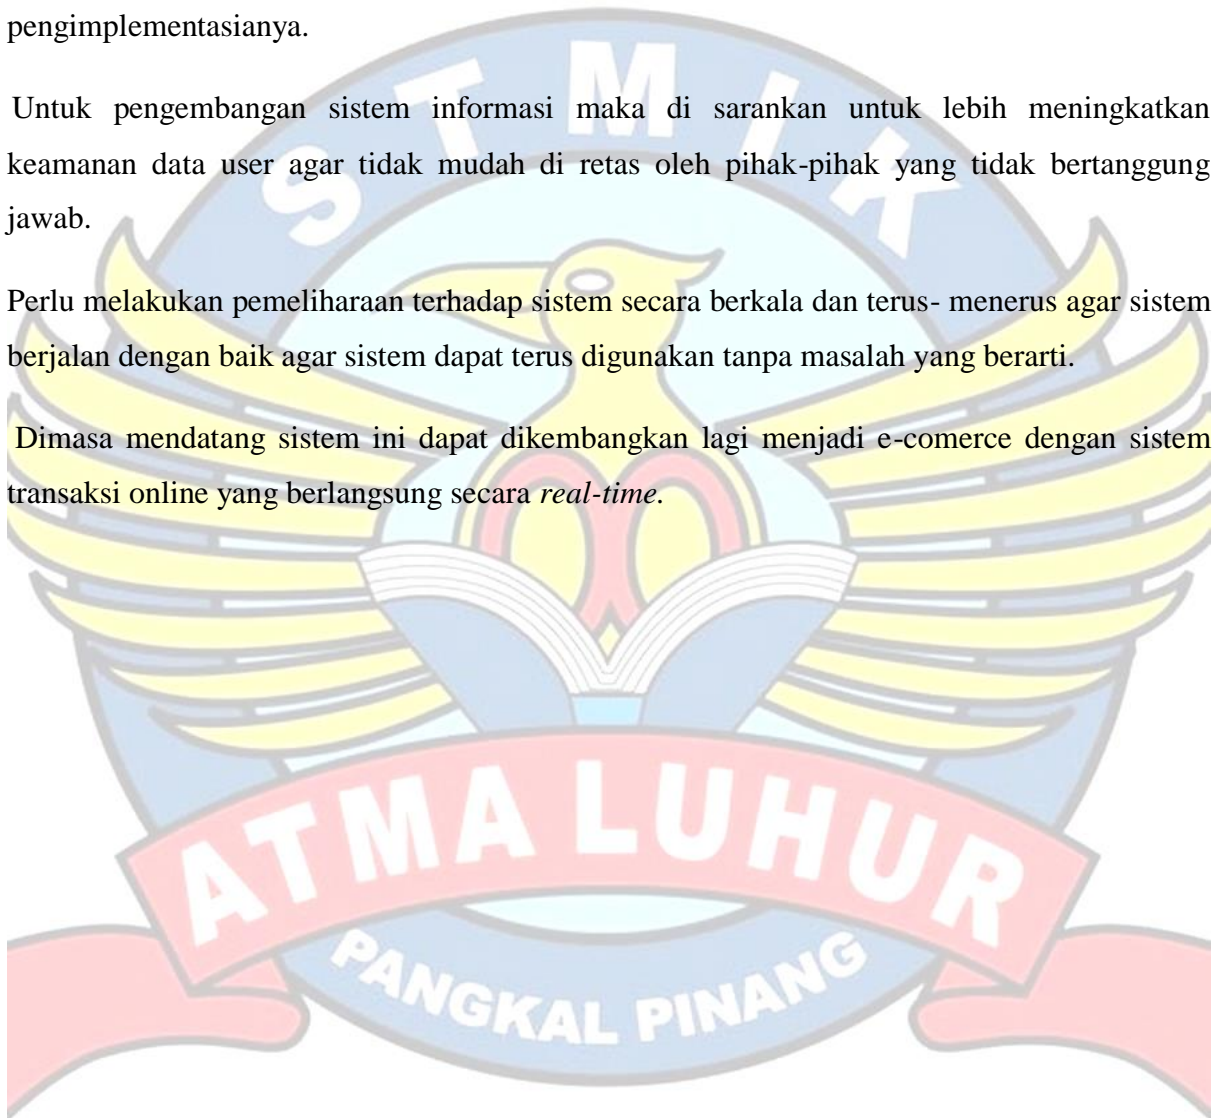 pengimplementasianya.
Untuk pengembangan sistem informasi maka di sarankan untuk lebih meningkatkan
keamanan data user agar tidak mudah di retas oleh pihak-pihak yang tidak bertanggung
jawab.
Perlu melakukan pemeliharaan terhadap sistem secara berkala dan terus- menerus agar sistem
berjalan dengan baik agar sistem dapat terus digunakan tanpa masalah yang berarti.
Dimasa mendatang sistem ini dapat dikembangkan lagi menjadi e-comerce dengan sistem
transaksi online yang berlangsung secara real-time.
STMIK
ATMA LUHUR
PANGKAL PINANG